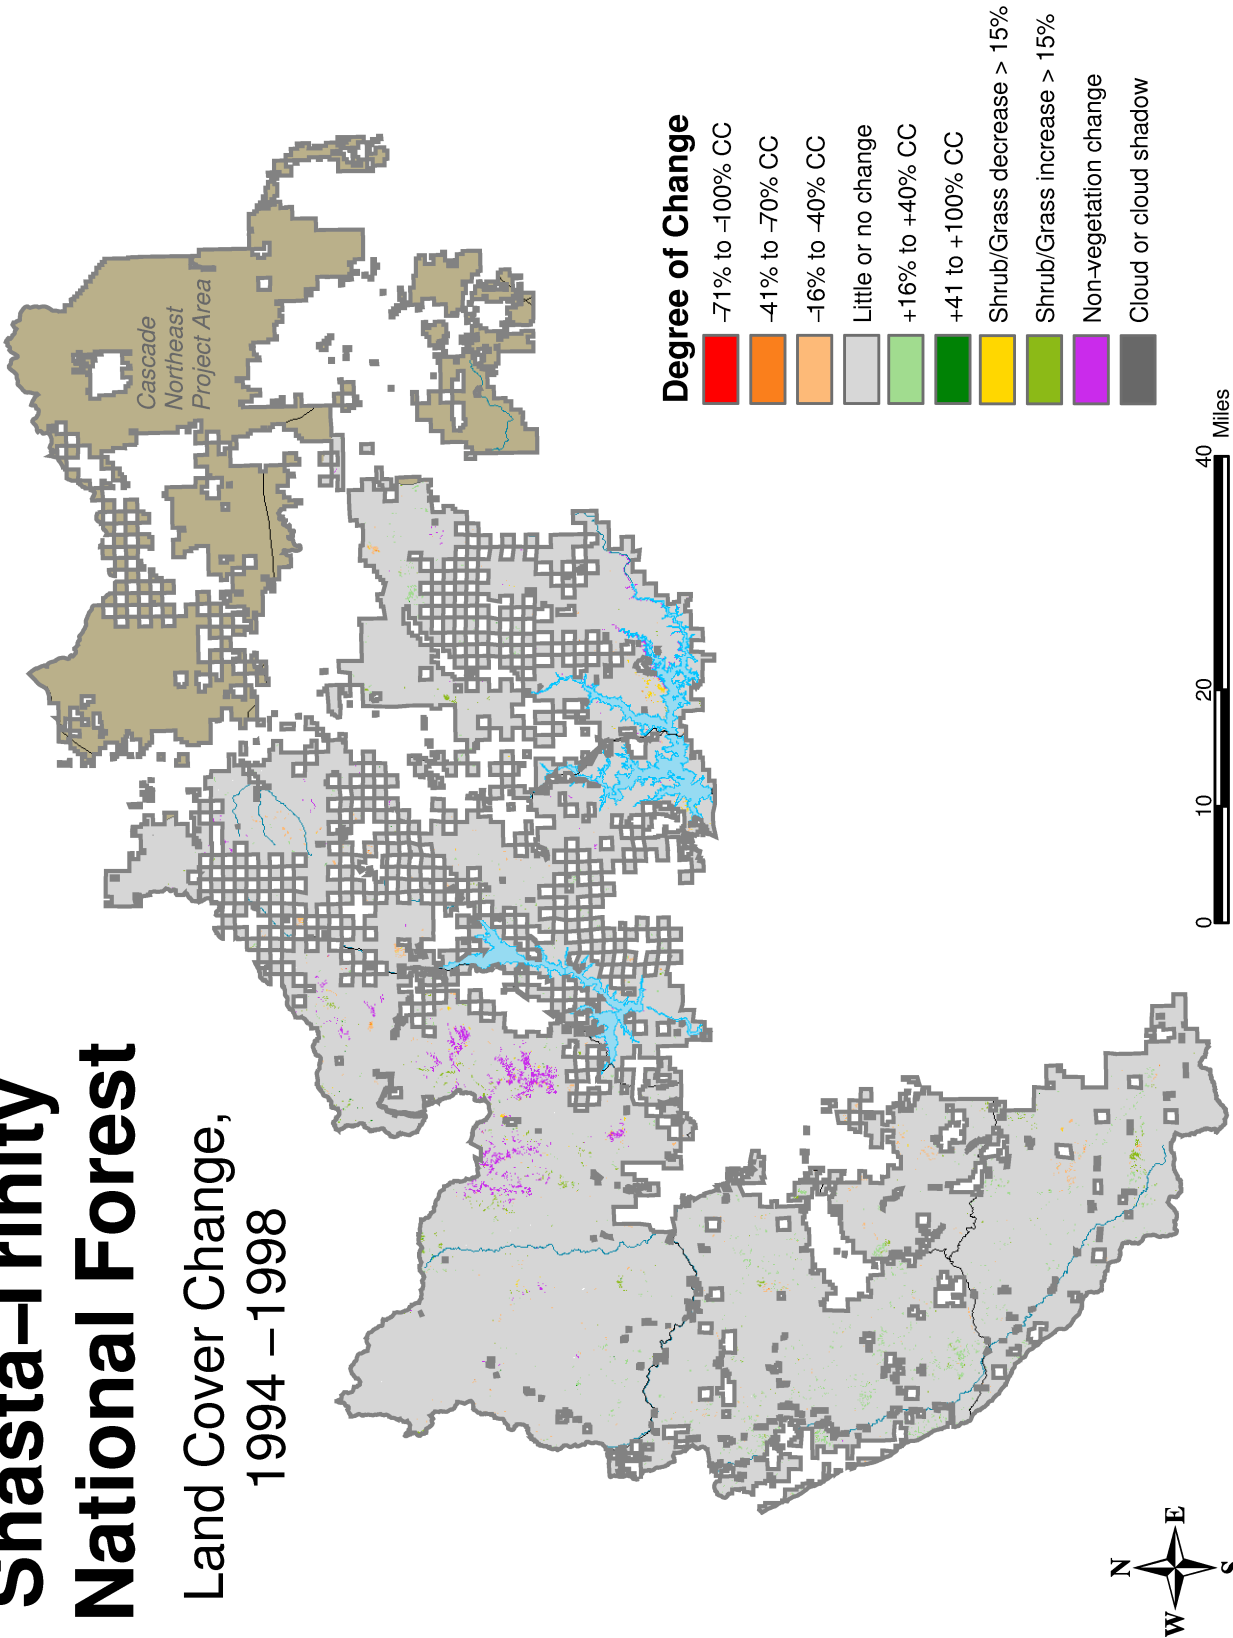 Shasta–Trinity
National Forest
Land Cover Change,
1994 – 1998
Cascade
Northeast
Project Area
Degree of Change
–71% to –100% CC
–41% to –70% CC
–16% to –40% CC
Little or no change
+16% to +40% CC
+41 to +100% CC
Shrub/Grass decrease > 15%
Shrub/Grass increase > 15%
Non–vegetation change
Cloud or cloud shadow
0 10 20 40 Miles
N
W E
S